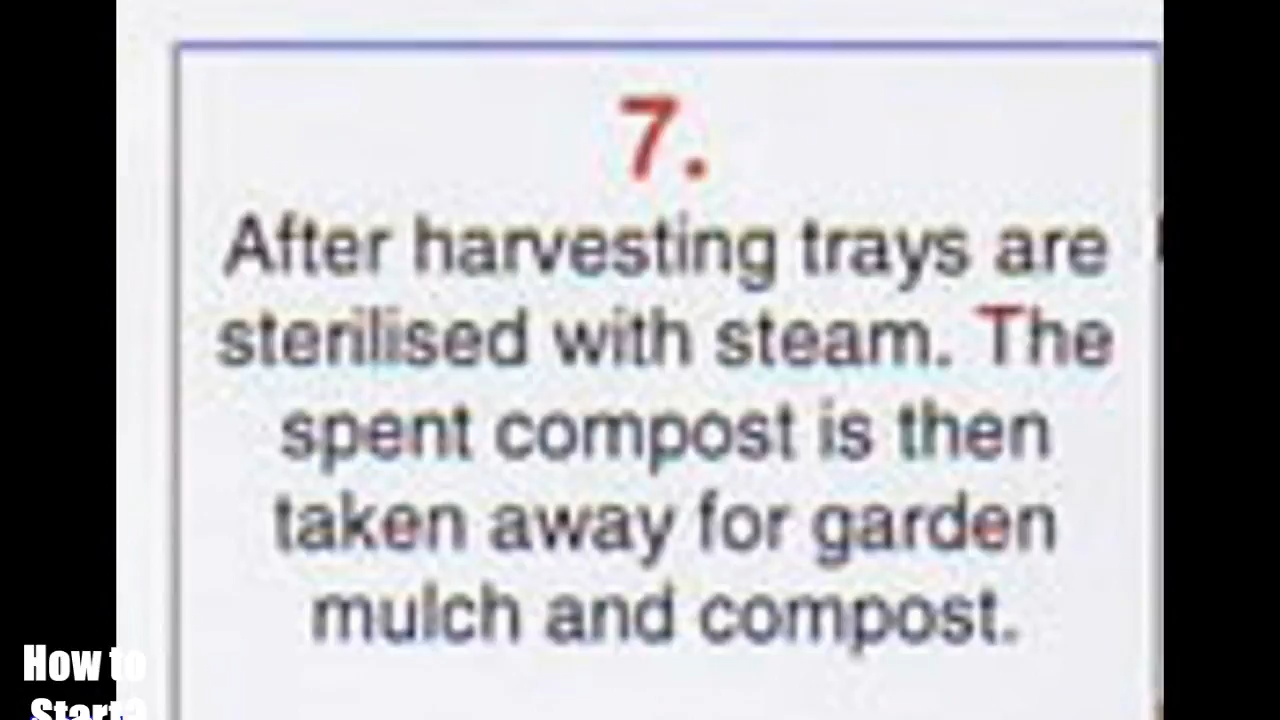 7.
After harvesting trays are
sterilised with steam. The
spent compost is then
taken away for garden
mulch and compost.
How to
Start?